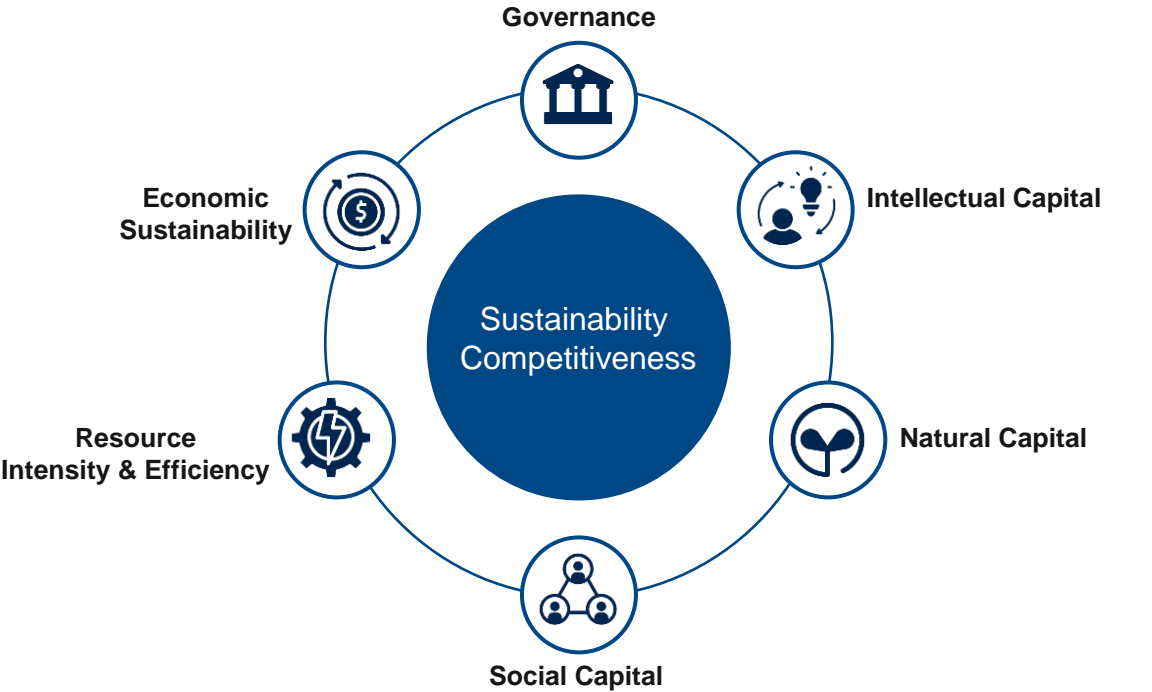 Governance
Economic
Sustainability
Intellectual Capital
Sustainability
Competitiveness
Resource
Intensity & Efficiency
Natural Capital
Social Capital
$